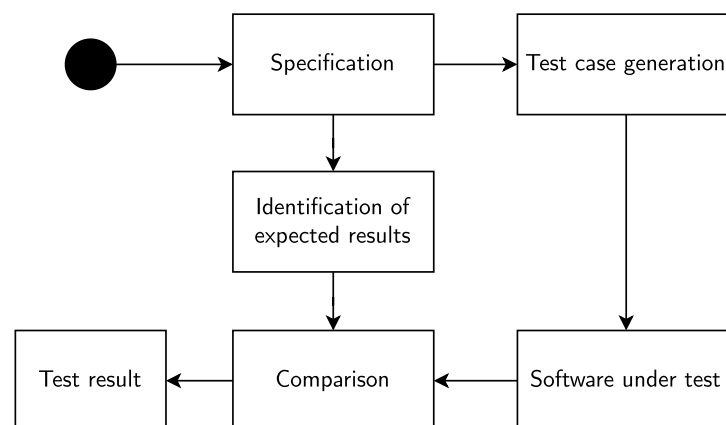 Specification
Test case generation
Identification of
expected results
Test result
Comparison
Software under test